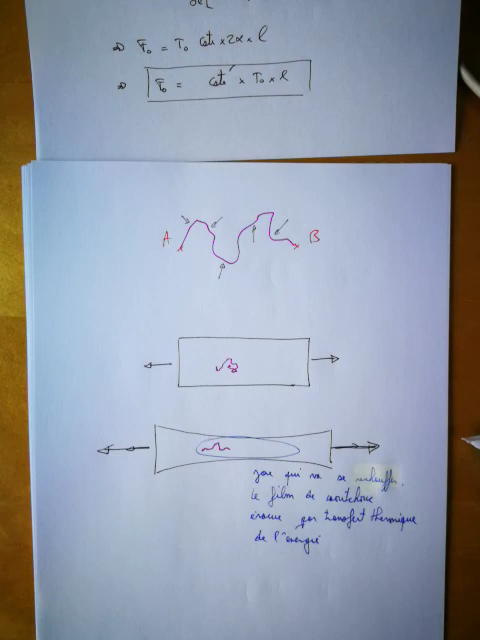 ⇒ F₀ = T₀ cste × 2α × l
⇒ F₀ = cste' × T₀ × l
A B
zone qui va se réchauffer.
Le film de caoutchouc
évacue par transfert thermique
de l'énergie